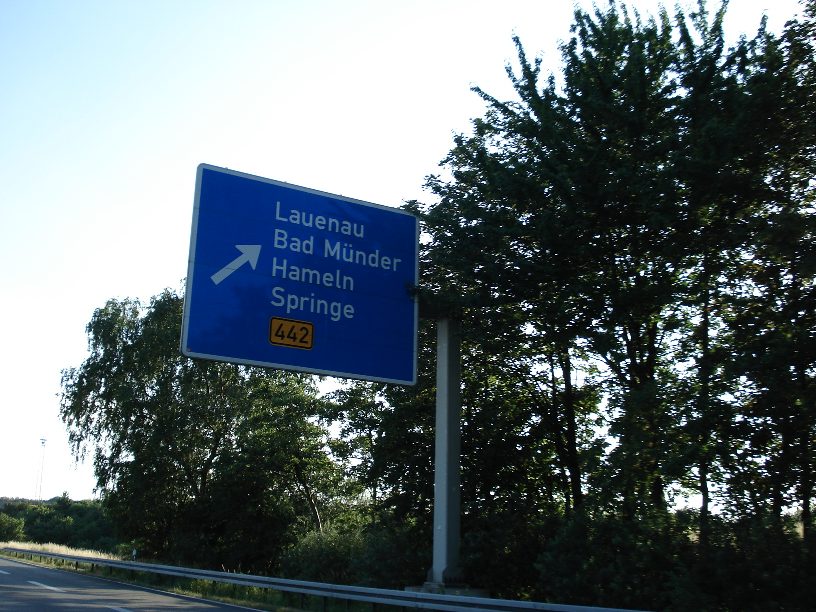 Lauenau
Bad Münder
Hameln
Springe
442